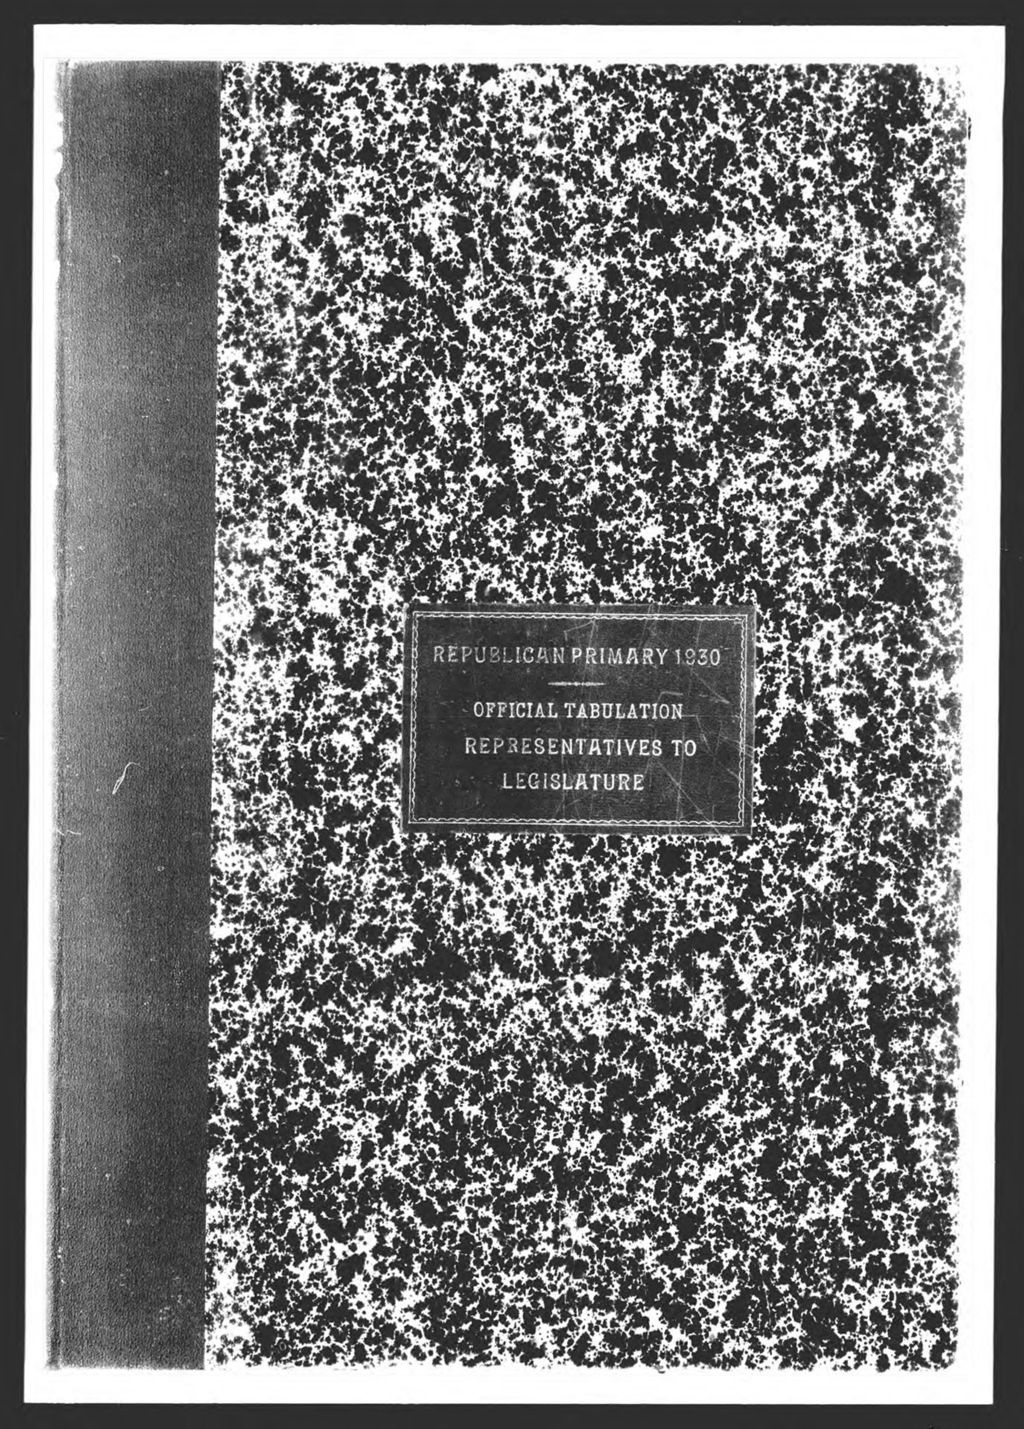 REPUBLICAN PRIMARY 1930
OFFICIAL TABULATION
REPRESENTATIVES TO
LEGISLATURE